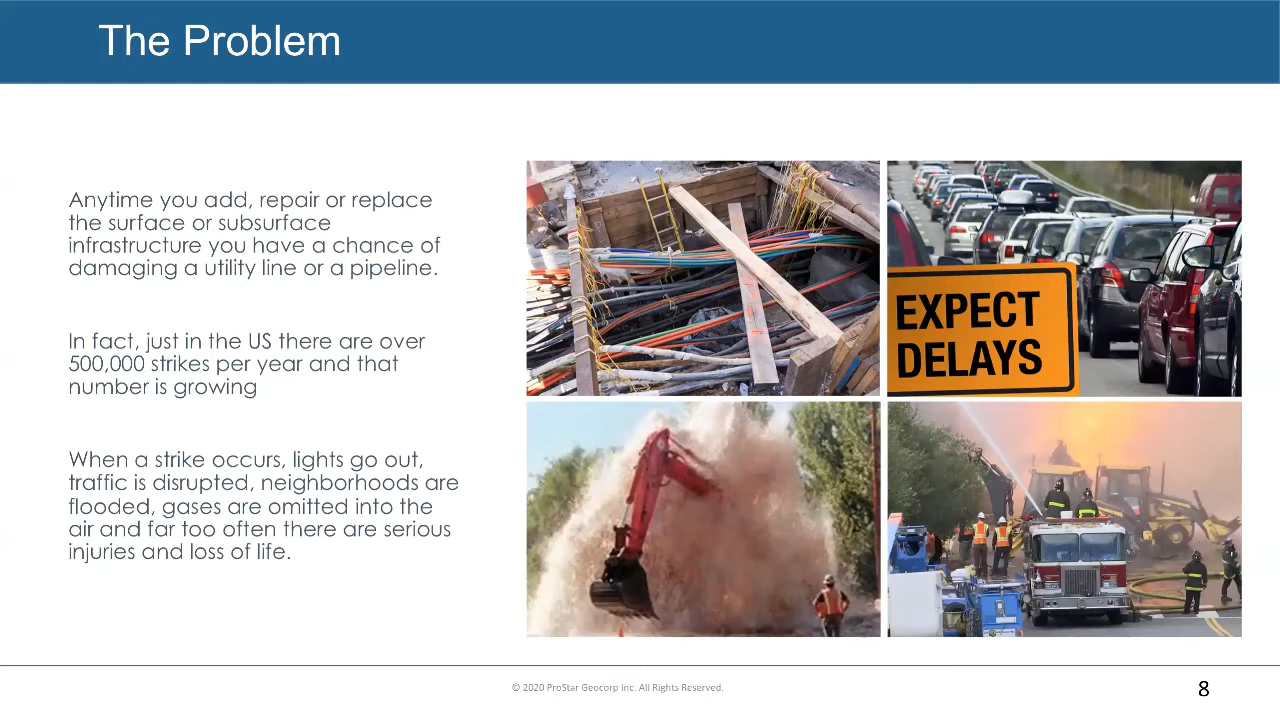 The Problem
Anytime you add, repair or replace
the surface or subsurface
infrastructure you have a chance of
damaging a utility line or a pipeline.
In fact, just in the US there are over
500,000 strikes per year and that
number is growing
When a strike occurs, lights go out,
traffic is disrupted, neighborhoods are
flooded, gases are omitted into the
air and far too often there are serious
injuries and loss of life.
EXPECT
DELAYS
© 2020 ProStar Geocorp Inc. All Rights Reserved.
8